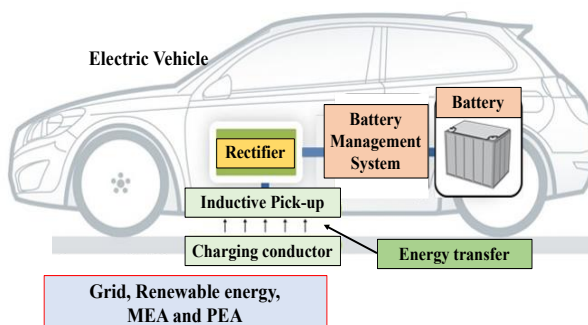 Electric Vehicle
Battery
Battery
Management
System
Rectifier
Inductive Pick-up
Charging conductor
Energy transfer
Grid, Renewable energy,
MEA and PEA